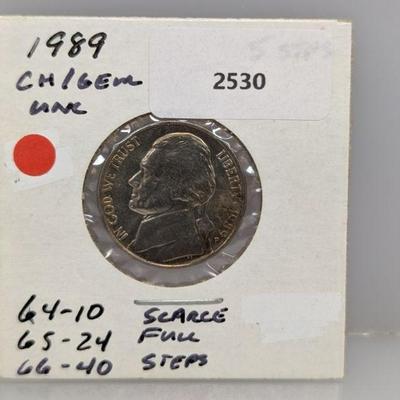 1989
5 STEPS
CH/GEM
UNC
2530
IN GOD WE TRUST
LIBERTY
1989
64-10
65-24
66-40
SCARCE
FULL
STEPS